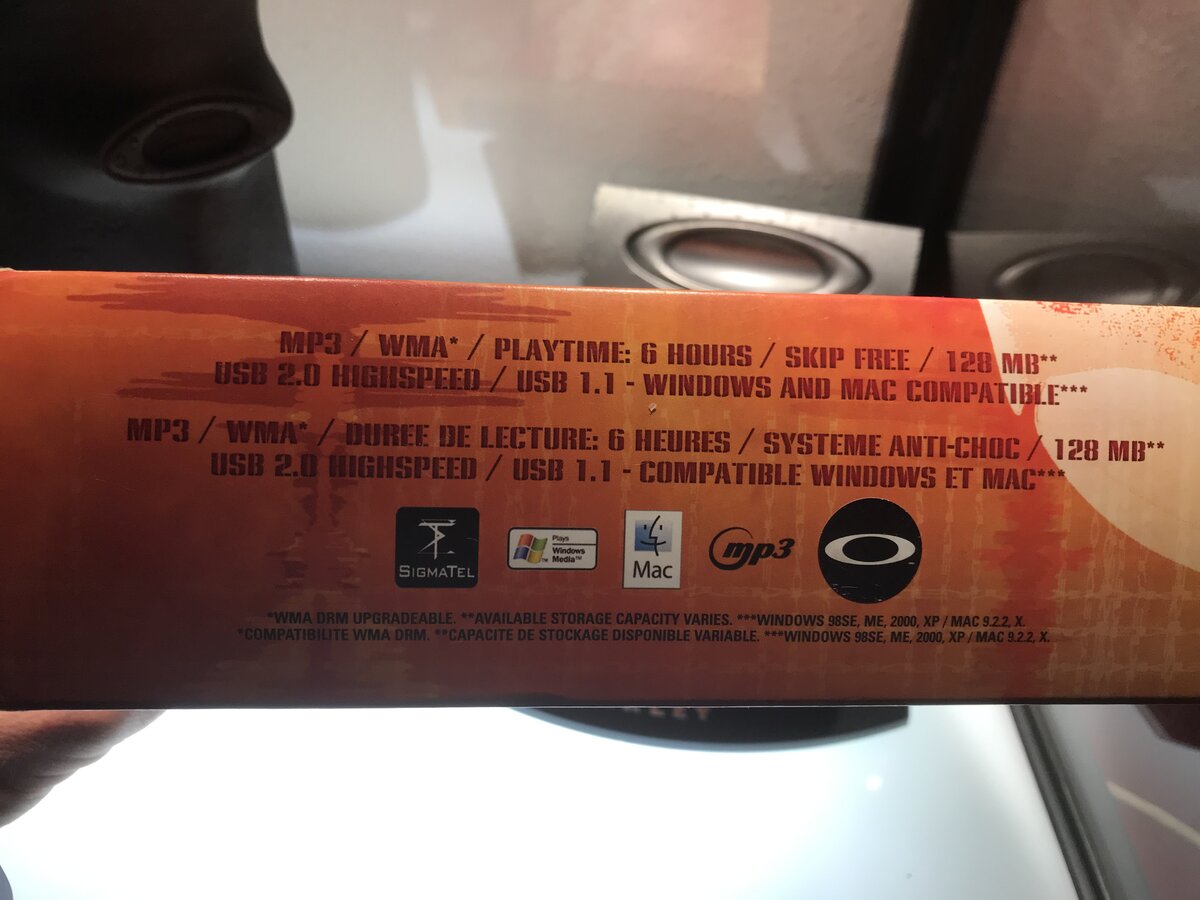 MP3 / WMA* / PLAYTIME: 6 HOURS / SKIP FREE / 128 MB**
USB 2.0 HIGHSPEED / USB 1.1 - WINDOWS AND MAC COMPATIBLE***
MP3 / WMA* / DUREE DE LECTURE: 6 HEURES / SYSTEME ANTI-CHOC / 128 MB**
USB 2.0 HIGHSPEED / USB 1.1 - COMPATIBLE WINDOWS ET MAC***
SIGMATEL
Plays
Windows
Media™
Mac
mp3
*WMA DRM UPGRADEABLE. **AVAILABLE STORAGE CAPACITY VARIES. ***WINDOWS 98SE, ME, 2000, XP / MAC 9.2.2, X.
*COMPATIBILITE WMA DRM. **CAPACITE DE STOCKAGE DISPONIBLE VARIABLE. ***WINDOWS 98SE, ME, 2000, XP / MAC 9.2.2, X.